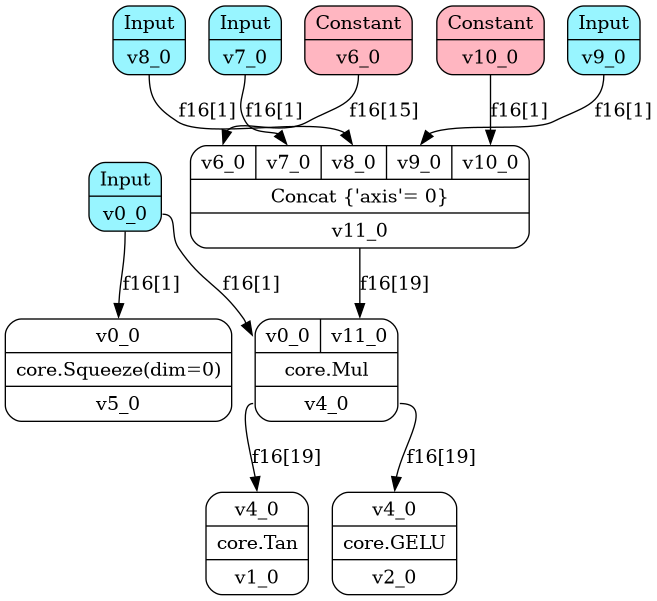 Input
v8_0
Input
v7_0
Constant
v6_0
Constant
v10_0
Input
v9_0
f16[1]
f16[1]
f16[15]
f16[1]
f16[1]
v6_0 v7_0 v8_0 v9_0 v10_0
Concat {'axis'= 0}
v11_0
Input
v0_0
f16[1]
f16[1]
f16[19]
v0_0
core.Squeeze(dim=0)
v5_0
v0_0 v11_0
core.Mul
v4_0
f16[19]
f16[19]
v4_0
core.Tan
v1_0
v4_0
core.GELU
v2_0